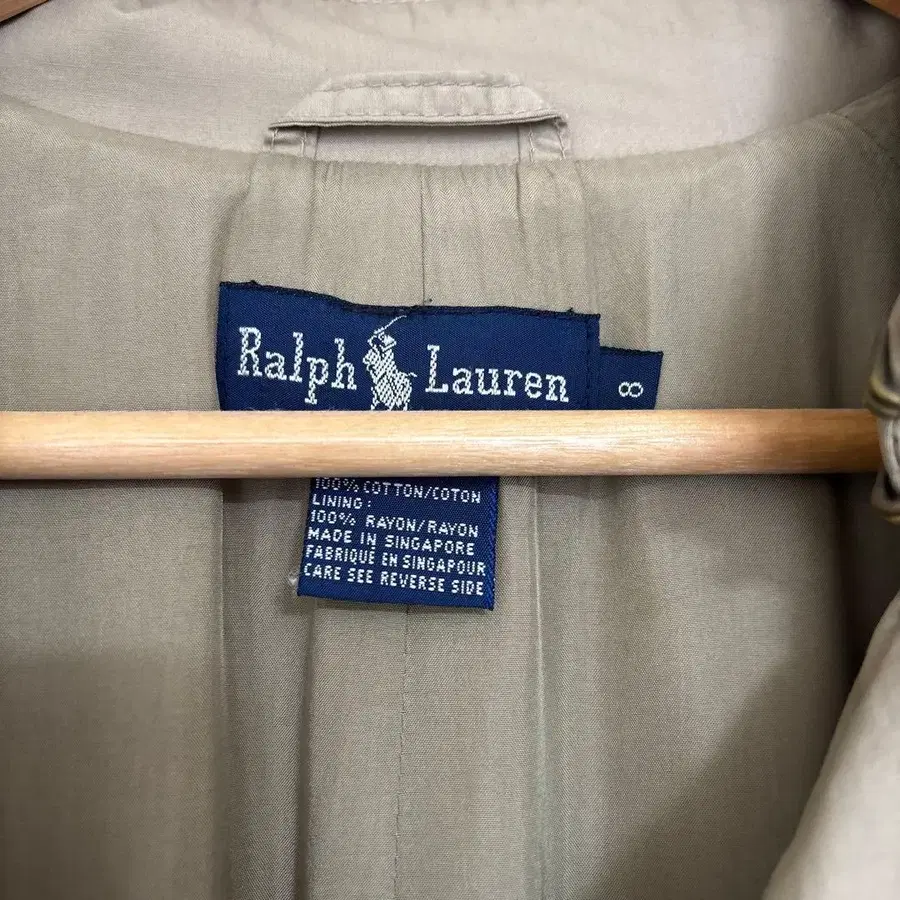 Ralph Lauren
8
100% COTTON/COTON
LINING:
100% RAYON/RAYON
MADE IN SINGAPORE
FABRIQUÉ EN SINGAPOUR
CARE SEE REVERSE SIDE